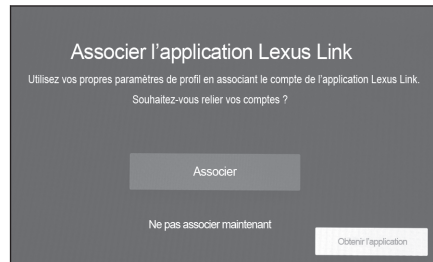 Associer l’application Lexus Link
Utilisez vos propres paramètres de profil en associant le compte de l’application Lexus Link.
Souhaitez-vous relier vos comptes ?
Associer
Ne pas associer maintenant
Obtenir l’application